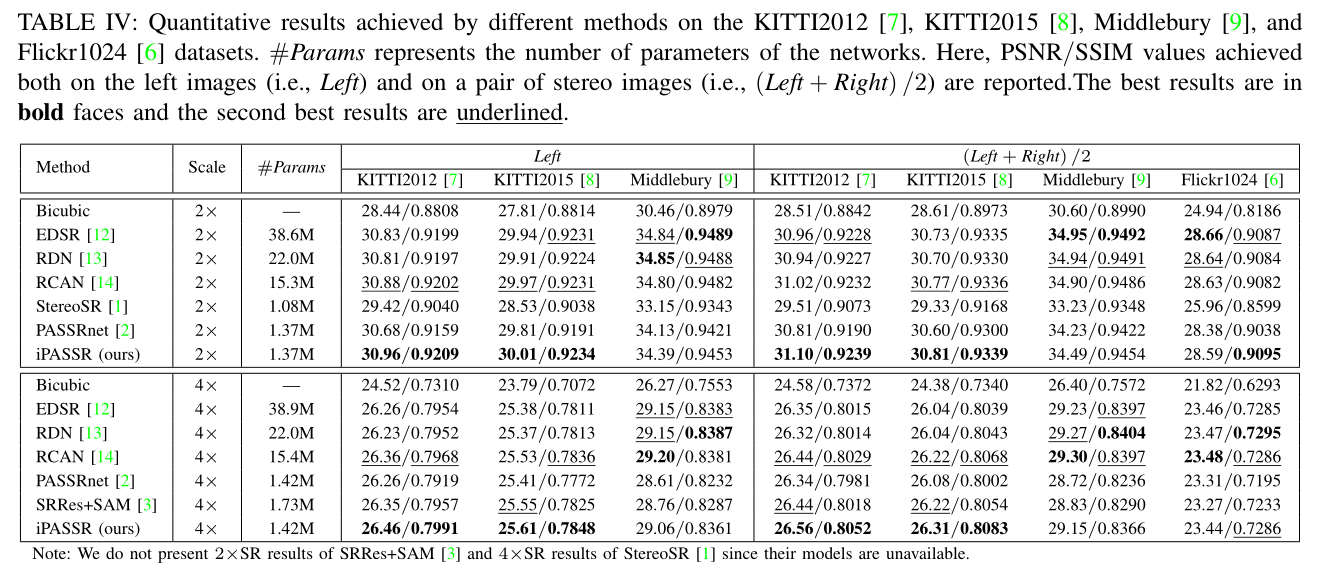 TABLE IV: Quantitative results achieved by different methods on the KITTI2012 [7], KITTI2015 [8], Middlebury [9], and
Flickr1024 [6] datasets. #Params represents the number of parameters of the networks. Here, PSNR/SSIM values achieved
both on the left images (i.e., Left) and on a pair of stereo images (i.e., (Left + Right) /2) are reported.The best results are in
bold faces and the second best results are underlined.
Method Scale #Params Left (Left + Right) /2
KITTI2012 [7] KITTI2015 [8] Middlebury [9] KITTI2012 [7] KITTI2015 [8] Middlebury [9] Flickr1024 [6]
Bicubic 2× — 28.44/0.8808 27.81/0.8814 30.46/0.8979 28.51/0.8842 28.61/0.8973 30.60/0.8990 24.94/0.8186
EDSR [12] 2× 38.6M 30.83/0.9199 29.94/0.9231 34.84/0.9489 30.96/0.9228 30.73/0.9335 34.95/0.9492 28.66/0.9087
RDN [13] 2× 22.0M 30.81/0.9197 29.91/0.9224 34.85/0.9488 30.94/0.9227 30.70/0.9330 34.94/0.9491 28.64/0.9084
RCAN [14] 2× 15.3M 30.88/0.9202 29.97/0.9231 34.80/0.9482 31.02/0.9232 30.77/0.9336 34.90/0.9486 28.63/0.9082
StereoSR [1] 2× 1.08M 29.42/0.9040 28.53/0.9038 33.15/0.9343 29.51/0.9073 29.33/0.9168 33.23/0.9348 25.96/0.8599
PASSRnet [2] 2× 1.37M 30.68/0.9159 29.81/0.9191 34.13/0.9421 30.81/0.9190 30.60/0.9300 34.23/0.9422 28.38/0.9038
iPASSR (ours) 2× 1.37M 30.96/0.9209 30.01/0.9234 34.39/0.9453 31.10/0.9239 30.81/0.9339 34.49/0.9454 28.59/0.9095
Bicubic 4× — 24.52/0.7310 23.79/0.7072 26.27/0.7553 24.58/0.7372 24.38/0.7340 26.40/0.7572 21.82/0.6293
EDSR [12] 4× 38.9M 26.26/0.7954 25.38/0.7811 29.15/0.8383 26.35/0.8015 26.04/0.8039 29.23/0.8397 23.46/0.7285
RDN [13] 4× 22.0M 26.23/0.7952 25.37/0.7813 29.15/0.8387 26.32/0.8014 26.04/0.8043 29.27/0.8404 23.47/0.7295
RCAN [14] 4× 15.4M 26.36/0.7968 25.53/0.7836 29.20/0.8381 26.44/0.8029 26.22/0.8068 29.30/0.8397 23.48/0.7286
PASSRnet [2] 4× 1.42M 26.26/0.7919 25.41/0.7772 28.61/0.8232 26.34/0.7981 26.08/0.8002 28.72/0.8236 23.31/0.7195
SRRes+SAM [3] 4× 1.73M 26.35/0.7957 25.55/0.7825 28.76/0.8287 26.44/0.8018 26.22/0.8054 28.83/0.8290 23.27/0.7233
iPASSR (ours) 4× 1.42M 26.46/0.7991 25.61/0.7848 29.06/0.8361 26.56/0.8052 26.31/0.8083 29.15/0.8366 23.44/0.7286
Note: We do not present 2×SR results of SRRes+SAM [3] and 4×SR results of StereoSR [1] since their models are unavailable.